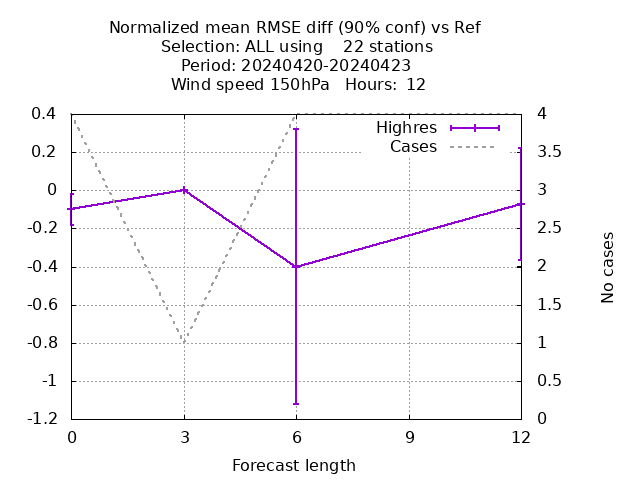 Normalized mean RMSE diff (90% conf) vs Ref
Selection: ALL using    22 stations
Period: 20240420-20240423
Wind speed 150hPa   Hours:  12
Highres
Cases
0.4
0.2
0
-0.2
-0.4
-0.6
-0.8
-1
-1.2
4
3.5
3
2.5
2
1.5
1
0.5
0
No cases
0
3
6
9
12
Forecast length